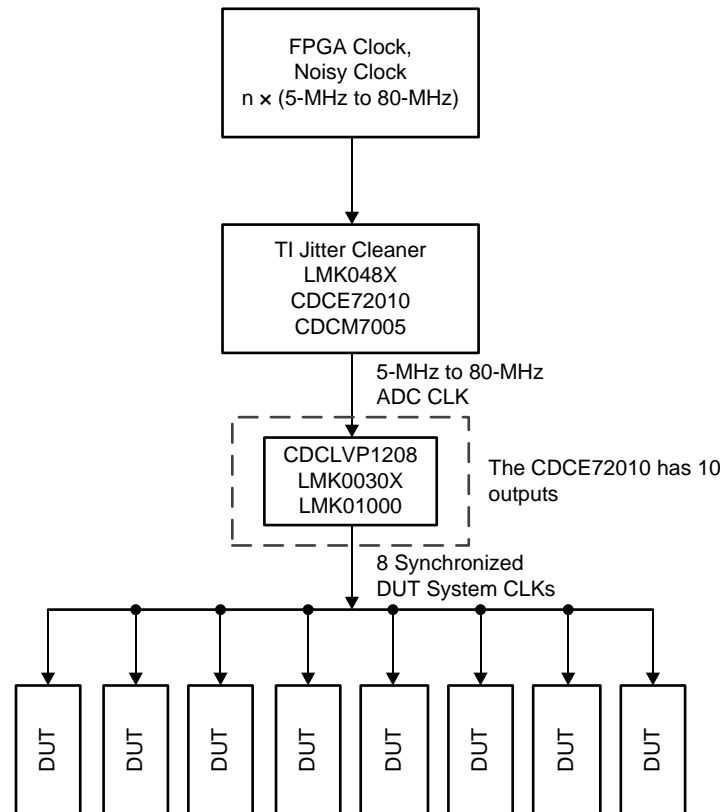 FPGA Clock,
Noisy Clock
n × (5-MHz to 80-MHz)
TI Jitter Cleaner
LMK048X
CDCE72010
CDCM7005
5-MHz to 80-MHz
ADC CLK
CDCLVP1208
LMK0030X
LMK01000
The CDCE72010 has 10
outputs
8 Synchronized
DUT System CLKs
DUT
DUT
DUT
DUT
DUT
DUT
DUT
DUT